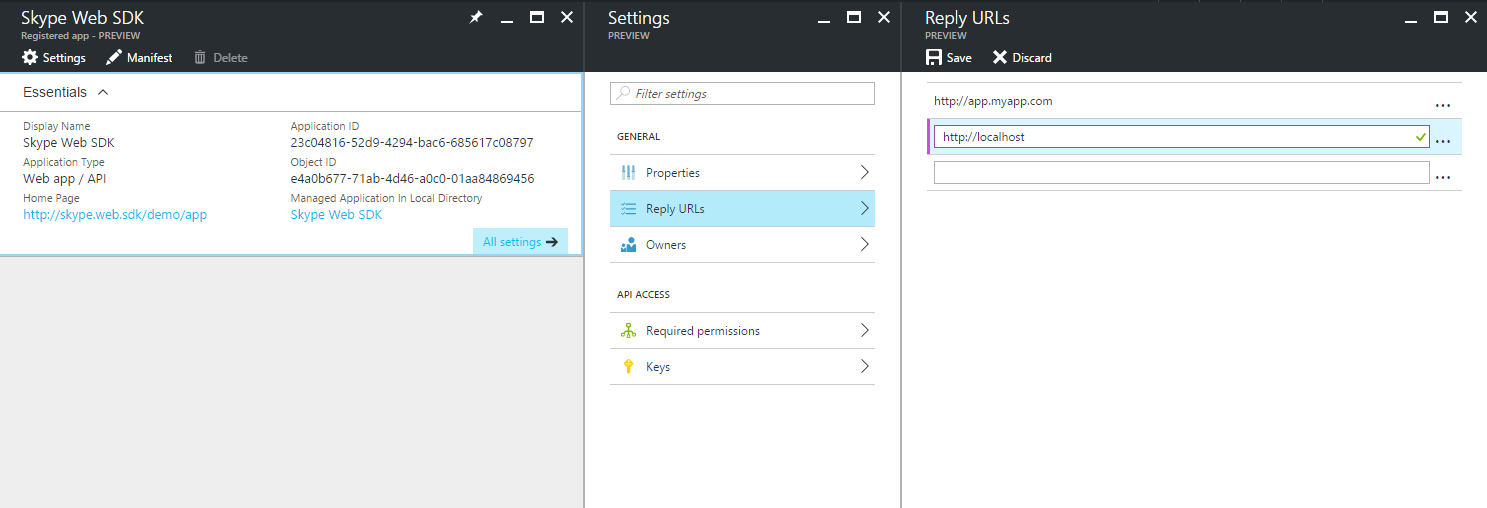 Skype Web SDK
Registered app - PREVIEW
Settings
Manifest
Delete
Essentials
Display Name
Skype Web SDK
Application Type
Web app / API
Home Page
http://skype.web.sdk/demo/app
Application ID
23c04816-52d9-4294-bac6-685617c08797
Object ID
e4a0b677-71ab-4d46-a0c0-01aa84869456
Managed Application In Local Directory
Skype Web SDK
All settings
Settings
PREVIEW
Filter settings
GENERAL
Properties
Reply URLs
Owners
API ACCESS
Required permissions
Keys
Reply URLs
PREVIEW
Save
Discard
http://app.myapp.com
...
http://localhost
...
...